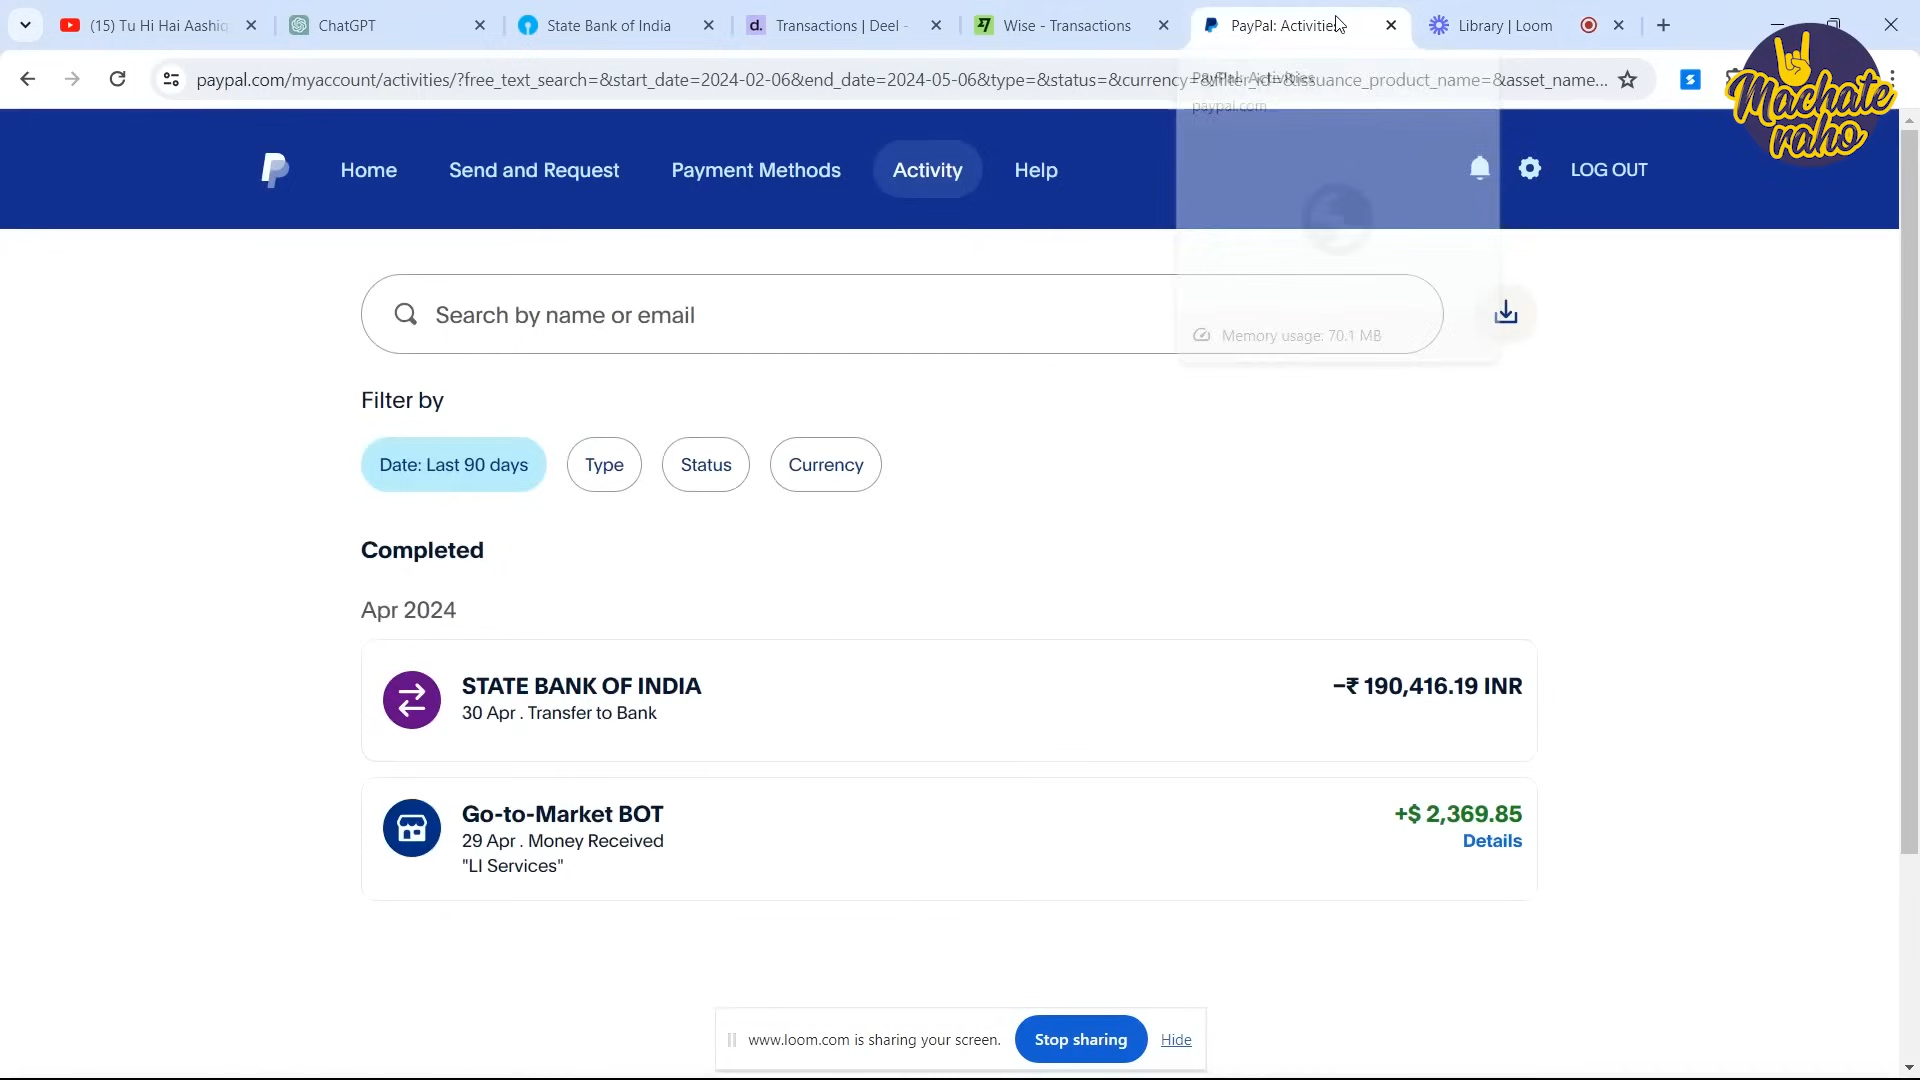 (15) Tu Hi Hai Aashiq
ChatGPT
State Bank of India
Transactions | Deel -
Wise - Transactions
PayPal: Activities
Library | Loom
paypal.com/myaccount/activities/?free_text_search=&start_date=2024-02-06&end_date=2024-05-06&type=&status=&currency=&filter_id=&issuance_product_name=&asset_name...
PayPal: Activities
paypal.com
Machate
raho
Home
Send and Request
Payment Methods
Activity
Help
LOG OUT
Search by name or email
Memory usage: 70.1 MB
Filter by
Date: Last 90 days
Type
Status
Currency
Completed
Apr 2024
STATE BANK OF INDIA
−₹ 190,416.19 INR
30 Apr . Transfer to Bank
Go-to-Market BOT
+$ 2,369.85
29 Apr . Money Received
Details
"LI Services"
www.loom.com is sharing your screen.
Stop sharing
Hide